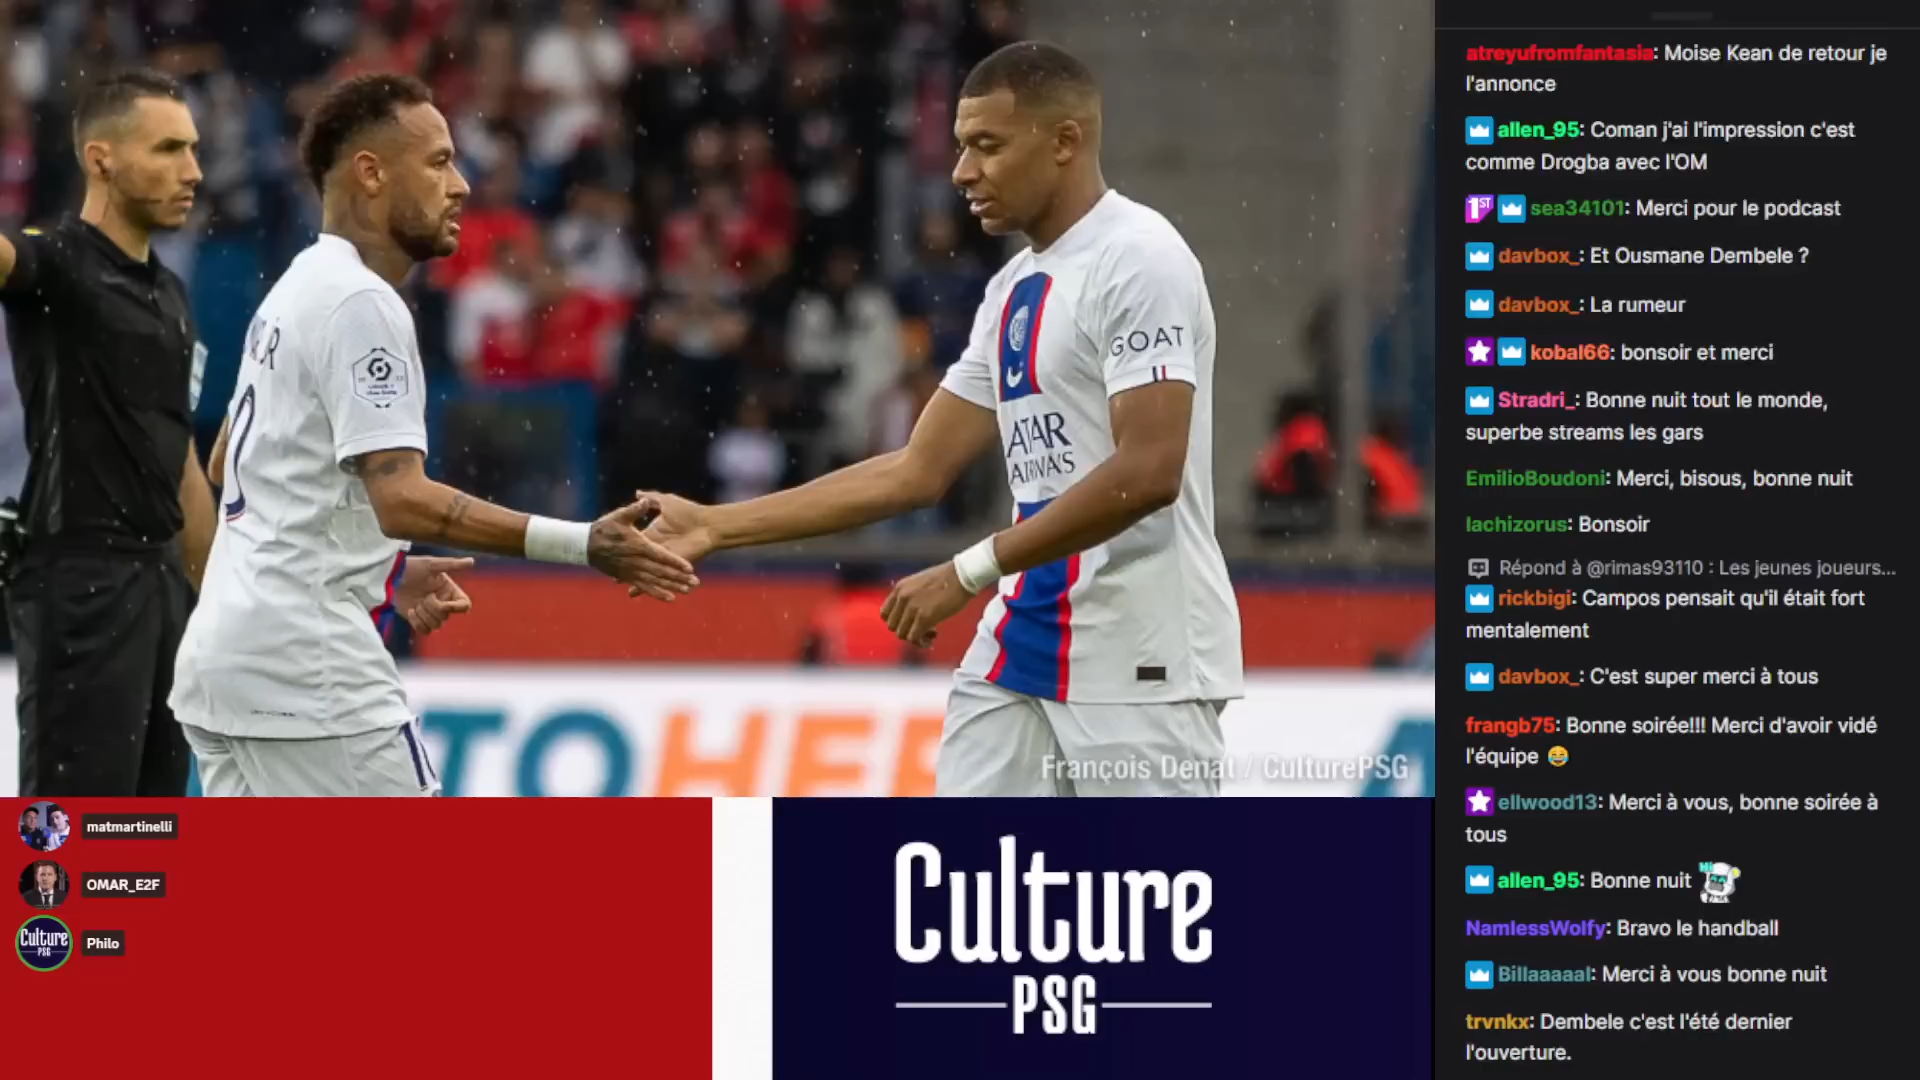 GOAT
QATAR
AIRWAYS
TOHER
François Denat / CulturePSG
matmartinelli
OMAR_E2F
Culture
PSG
Philo
Culture
PSG
atreyufromfantasia: Moise Kean de retour je
l'annonce
allen_95: Coman j'ai l'impression c'est
comme Drogba avec l'OM
1ST sea34101: Merci pour le podcast
davbox_: Et Ousmane Dembele ?
davbox_: La rumeur
kobal66: bonsoir et merci
Stradri_: Bonne nuit tout le monde,
superbe streams les gars
EmilioBoudoni: Merci, bisous, bonne nuit
lachizorus: Bonsoir
Répond à @rimas93110 : Les jeunes joueurs...
rickbigi: Campos pensait qu'il était fort
mentalement
davbox_: C'est super merci à tous
frangb75: Bonne soirée!!! Merci d'avoir vidé
l'équipe 😂
ellwood13: Merci à vous, bonne soirée à
tous
allen_95: Bonne nuit
NamlessWolfy: Bravo le handball
Billaaaaal: Merci à vous bonne nuit
trvnkx: Dembele c'est l'été dernier
l'ouverture.